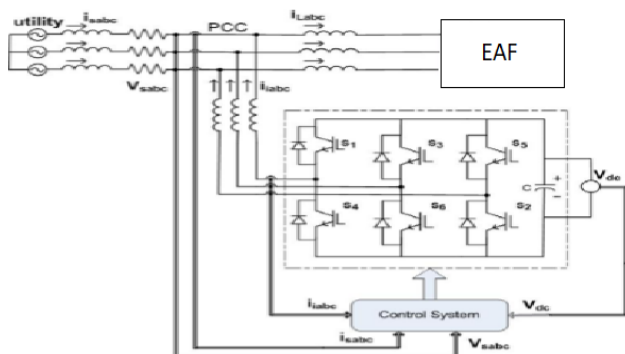 utility
isabc
PCC
iLabc
EAF
Vsabc
iiabc
S1
S3
S5
S4
S6
S2
C
+
−
Vdc
iiabc
Control System
Vdc
isabc
Vsabc